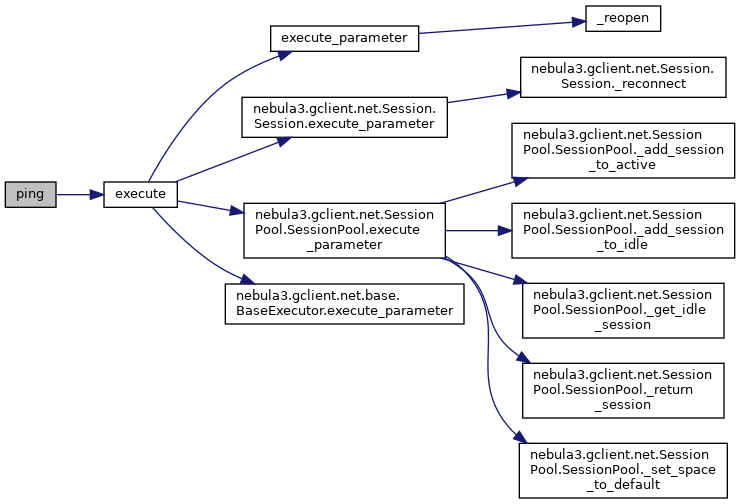 ping
execute
execute_parameter
_reopen
nebula3.gclient.net.Session.
Session.execute_parameter
nebula3.gclient.net.Session.
Session._reconnect
nebula3.gclient.net.Session
Pool.SessionPool.execute
_parameter
nebula3.gclient.net.Session
Pool.SessionPool._add_session
_to_active
nebula3.gclient.net.Session
Pool.SessionPool._add_session
_to_idle
nebula3.gclient.net.Session
Pool.SessionPool._get_idle
_session
nebula3.gclient.net.Session
Pool.SessionPool._return
_session
nebula3.gclient.net.Session
Pool.SessionPool._set_space
_to_default
nebula3.gclient.net.base.
BaseExecutor.execute_parameter